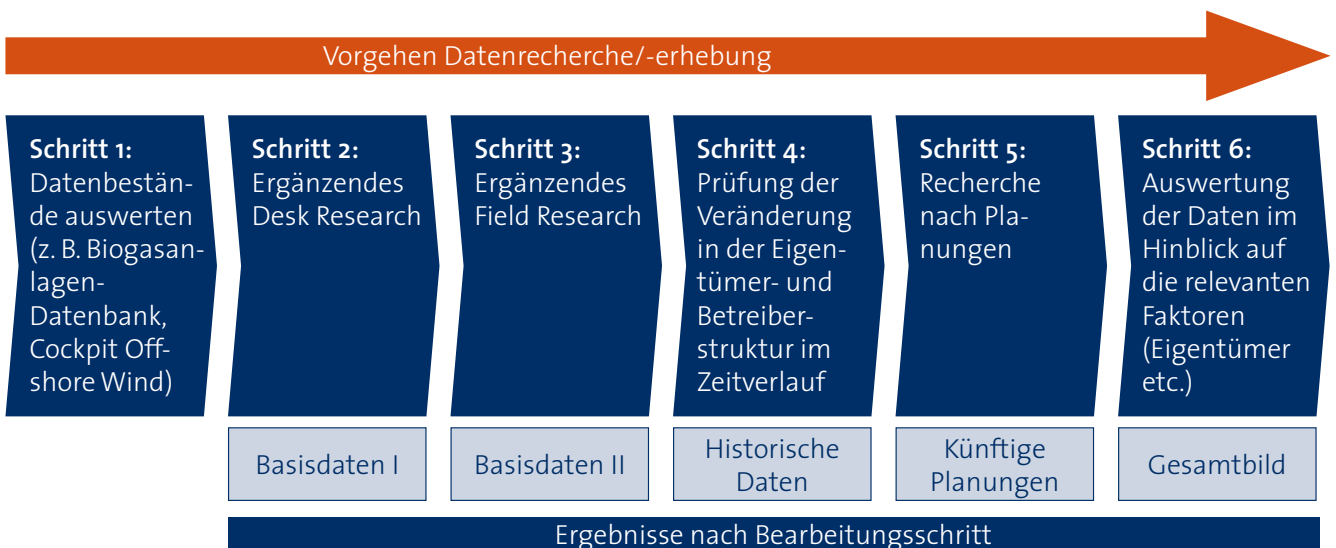 Vorgehen Datenrecherche/-erhebung
Schritt 1:
Datenbestän-
de auswerten
(z. B. Biogasan-
lagen-
Datenbank,
Cockpit Off-
shore Wind)
Schritt 2:
Ergänzendes
Desk Research
Schritt 3:
Ergänzendes
Field Research
Schritt 4:
Prüfung der
Veränderung
in der Eigen-
tümer- und
Betreiber-
struktur im
Zeitverlauf
Schritt 5:
Recherche
nach Pla-
nungen
Schritt 6:
Auswertung
der Daten im
Hinblick auf
die relevanten
Faktoren
(Eigentümer
etc.)
Basisdaten I
Basisdaten II
Historische
Daten
Künftige
Planungen
Gesamtbild
Ergebnisse nach Bearbeitungsschritt